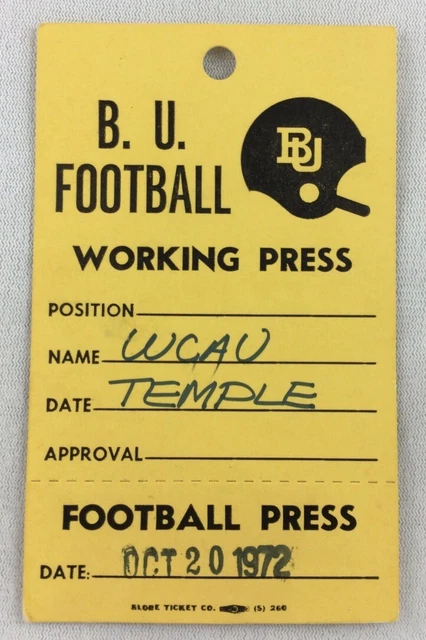 B. U.
FOOTBALL
BU
WORKING PRESS
POSITION
NAME WCAU
DATE TEMPLE
APPROVAL
FOOTBALL PRESS
DATE: OCT 20 1972
GLOBE TICKET CO. (5) 260